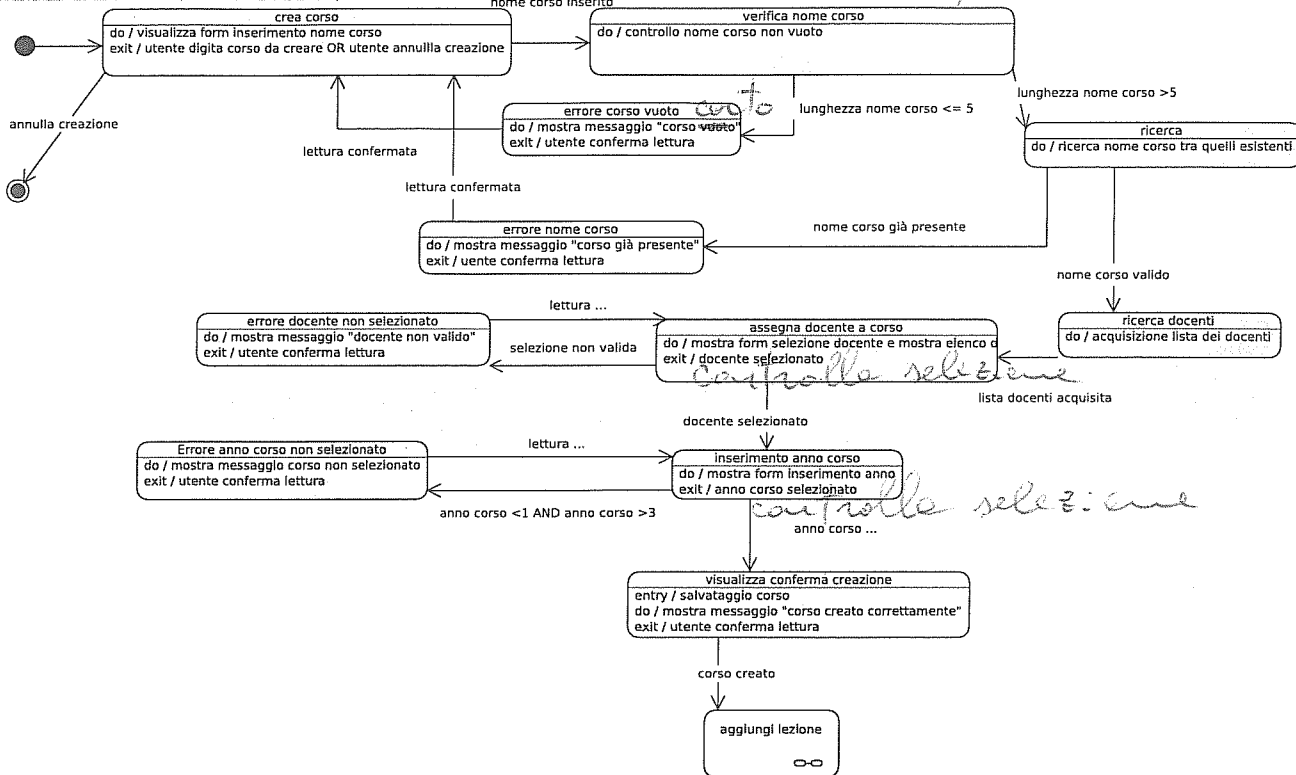 nome corso inserito
crea corso
do / visualizza form inserimento nome corso
exit / utente digita corso da creare OR utente annullla creazione
verifica nome corso
do / controllo nome corso non vuoto
annulla creazione
errore corso vuoto
do / mostra messaggio "corso vuoto"
exit / utente conferma lettura
corto
lunghezza nome corso <= 5
lunghezza nome corso >5
ricerca
do / ricerca nome corso tra quelli esistenti
lettura confermata
lettura confermata
errore nome corso
do / mostra messaggio "corso già presente"
exit / uente conferma lettura
nome corso già presente
nome corso valido
errore docente non selezionato
do / mostra messaggio "docente non valido"
exit / utente conferma lettura
lettura ...
selezione non valida
assegna docente a corso
do / mostra form selezione docente e mostra elenco d
exit / docente selezionato
controlla selezione
ricerca docenti
do / acquisizione lista dei docenti
lista docenti acquisita
docente selezionato
Errore anno corso non selezionato
do / mostra messaggio corso non selezionato
exit / utente conferma lettura
lettura ...
anno corso <1 AND anno corso >3
inserimento anno corso
do / mostra form inserimento anno
exit / anno corso selezionato
controlla selezione
anno corso ...
visualizza conferma creazione
entry / salvataggio corso
do / mostra messaggio "corso creato correttamente"
exit / utente conferma lettura
corso creato
aggiungi lezione